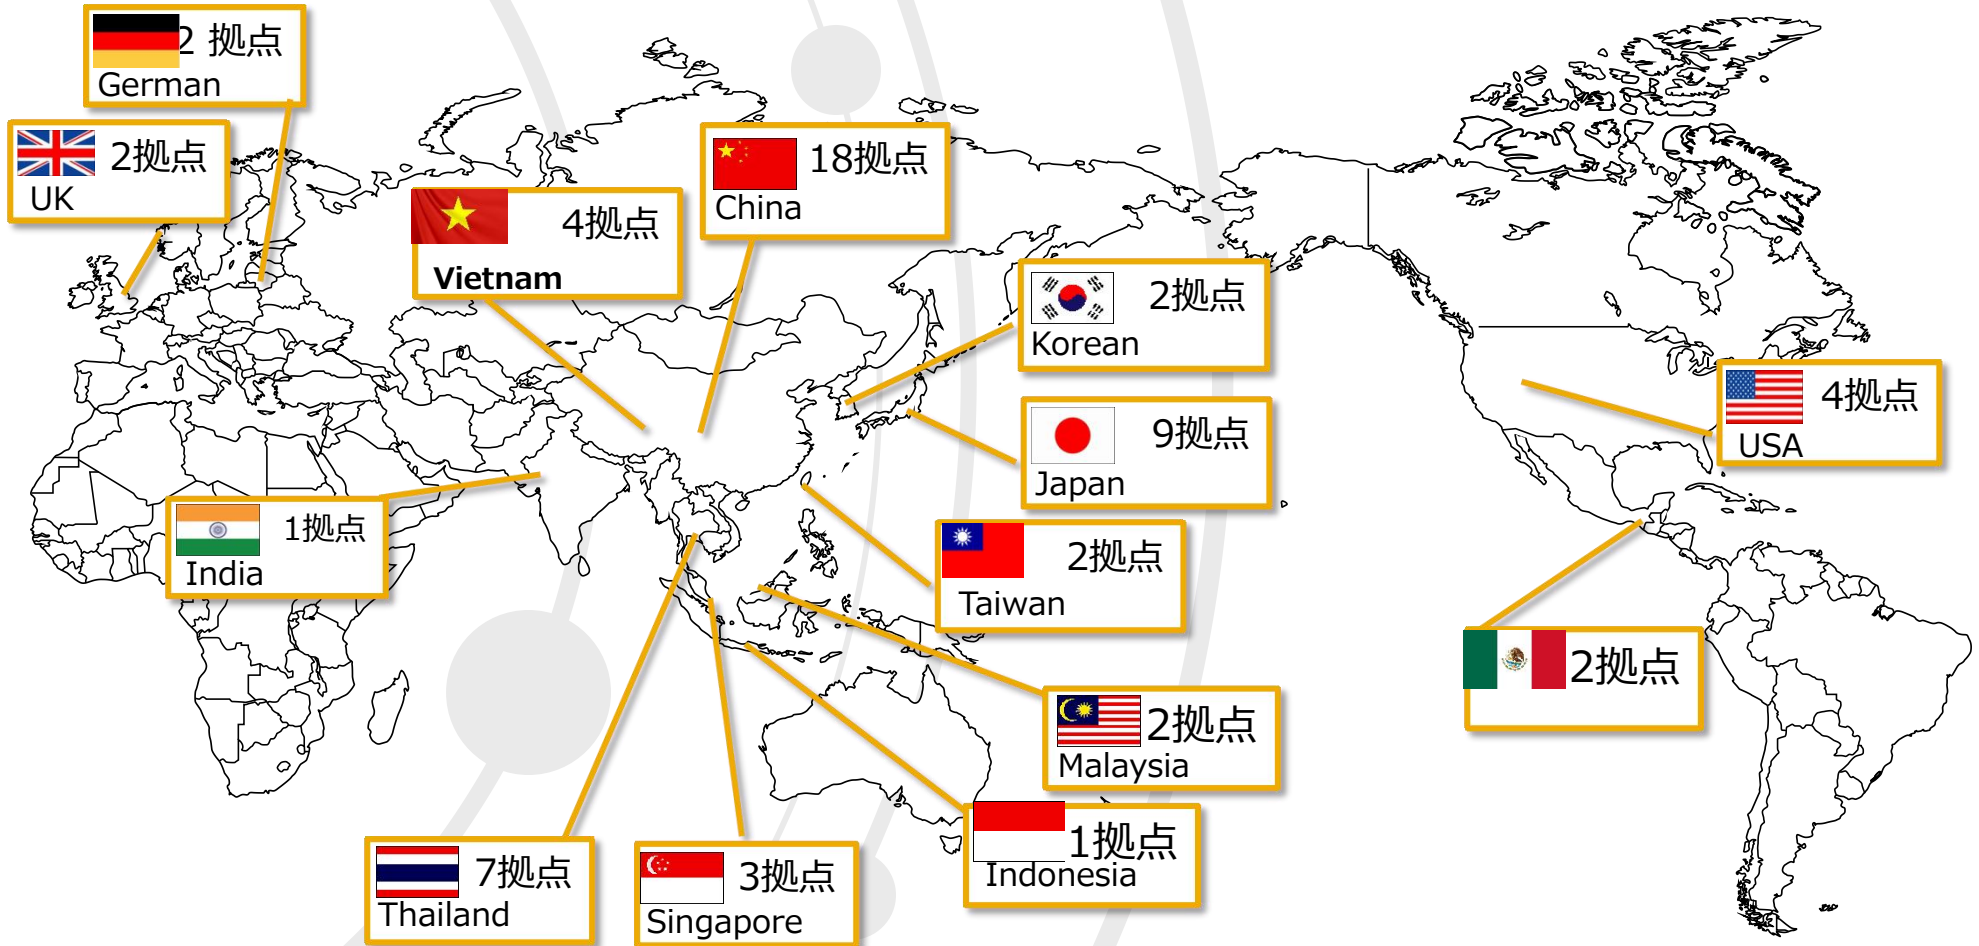 2 拠点
German
2拠点
UK
4拠点
Vietnam
18拠点
China
2拠点
Korean
9拠点
Japan
4拠点
USA
1拠点
India
2拠点
Taiwan
2拠点
2拠点
Malaysia
1拠点
Indonesia
7拠点
Thailand
3拠点
Singapore